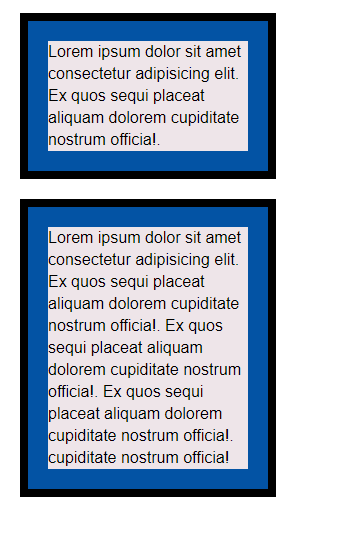 Lorem ipsum dolor sit amet
consectetur adipisicing elit.
Ex quos sequi placeat
aliquam dolorem cupiditate
nostrum officia!.
Lorem ipsum dolor sit amet
consectetur adipisicing elit.
Ex quos sequi placeat
aliquam dolorem cupiditate
nostrum officia!. Ex quos
sequi placeat aliquam
dolorem cupiditate nostrum
officia!. Ex quos sequi
placeat aliquam dolorem
cupiditate nostrum officia!.
cupiditate nostrum officia!